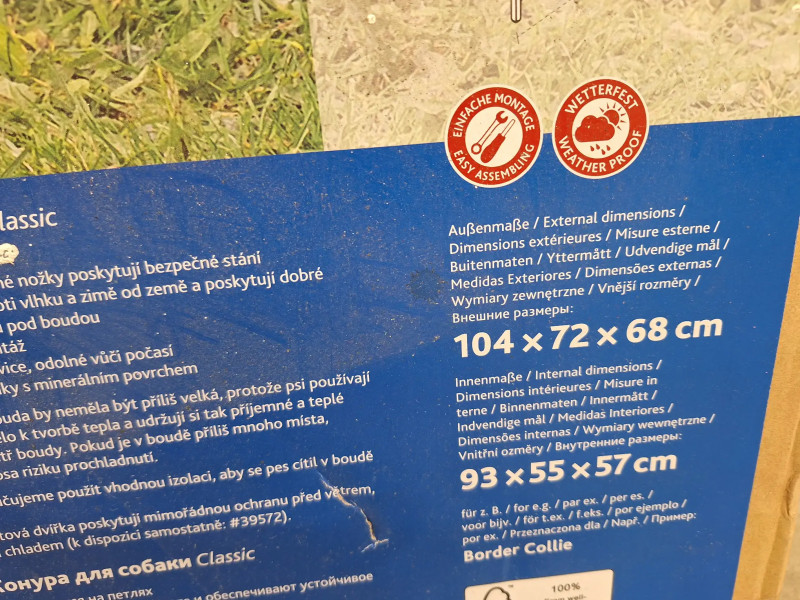 EINFACHE MONTAGE
EASY ASSEMBLING
WETTERFEST
WEATHER PROOF
lassic
né nožky poskytují bezpečné stání
oti vlhku a zimě od země a poskytují dobré
pod boudou
táž
vice, odolné vůči počasí
ky s minerálním povrchem
ouda by neměla být příliš velká, protože psi používají
ělo k tvorbě tepla a udržují si tak příjemné a teplé
tř boudy. Pokud je v boudě příliš mnoho místa,
osa riziku prochladnutí.
čujeme použít vhodnou izolaci, aby se pes cítil v boudě
tová dvířka poskytují mimořádnou ochranu před větrem,
chladem (k dispozici samostatně: #39572).
Конура для собаки Classic
на петлях
и обеспечивают устойчивое
Außenmaße / External dimensions /
Dimensions extérieures / Misure esterne /
Buitenmaten / Yttermått / Udvendige mål /
Medidas Exteriores / Dimensões externas /
Wymiary zewnętrzne / Vnější rozměry /
Внешние размеры:
104 x 72 x 68 cm
Innenmaße / Internal dimensions /
Dimensions intérieures / Misure in
terne / Binnenmaten / Innermått /
Indvendige mål / Medidas Interiores /
Dimensões internas / Wymiary wewnętrzne /
Vnitřní ozměry / Внутренние размеры:
93 x 55 x 57 cm
für z. B. / for e.g. / par ex. / per es. /
voor bijv. / för t.ex. / f.eks. / por ejemplo /
por ex. / Przeznaczona dla / Např. / Пример:
Border Collie
100%